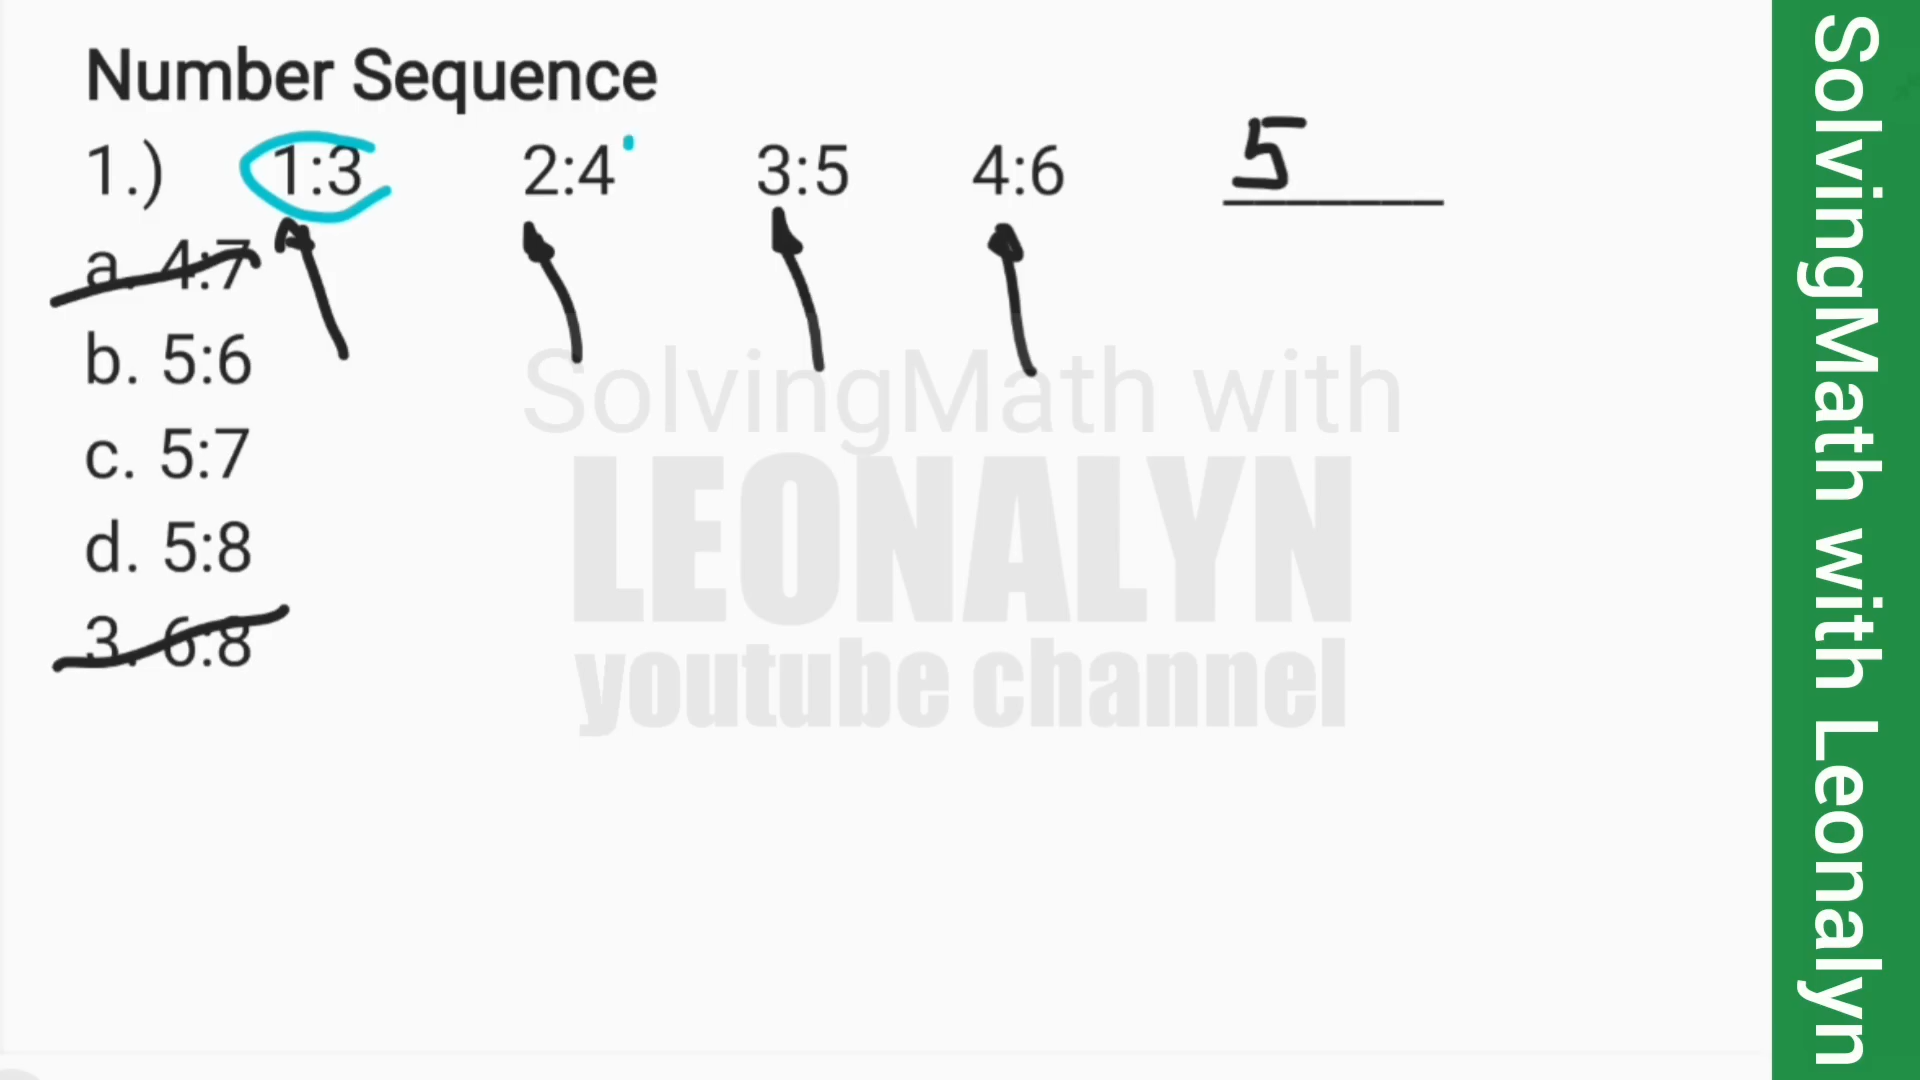 Number Sequence
1.) 1:3 2:4 3:5 4:6 5_______
a. 4:7
b. 5:6
c. 5:7
d. 5:8
3. 6:8
SolvingMath with
LEONALYN
youtube channel
SolvingMath with Leonalyn